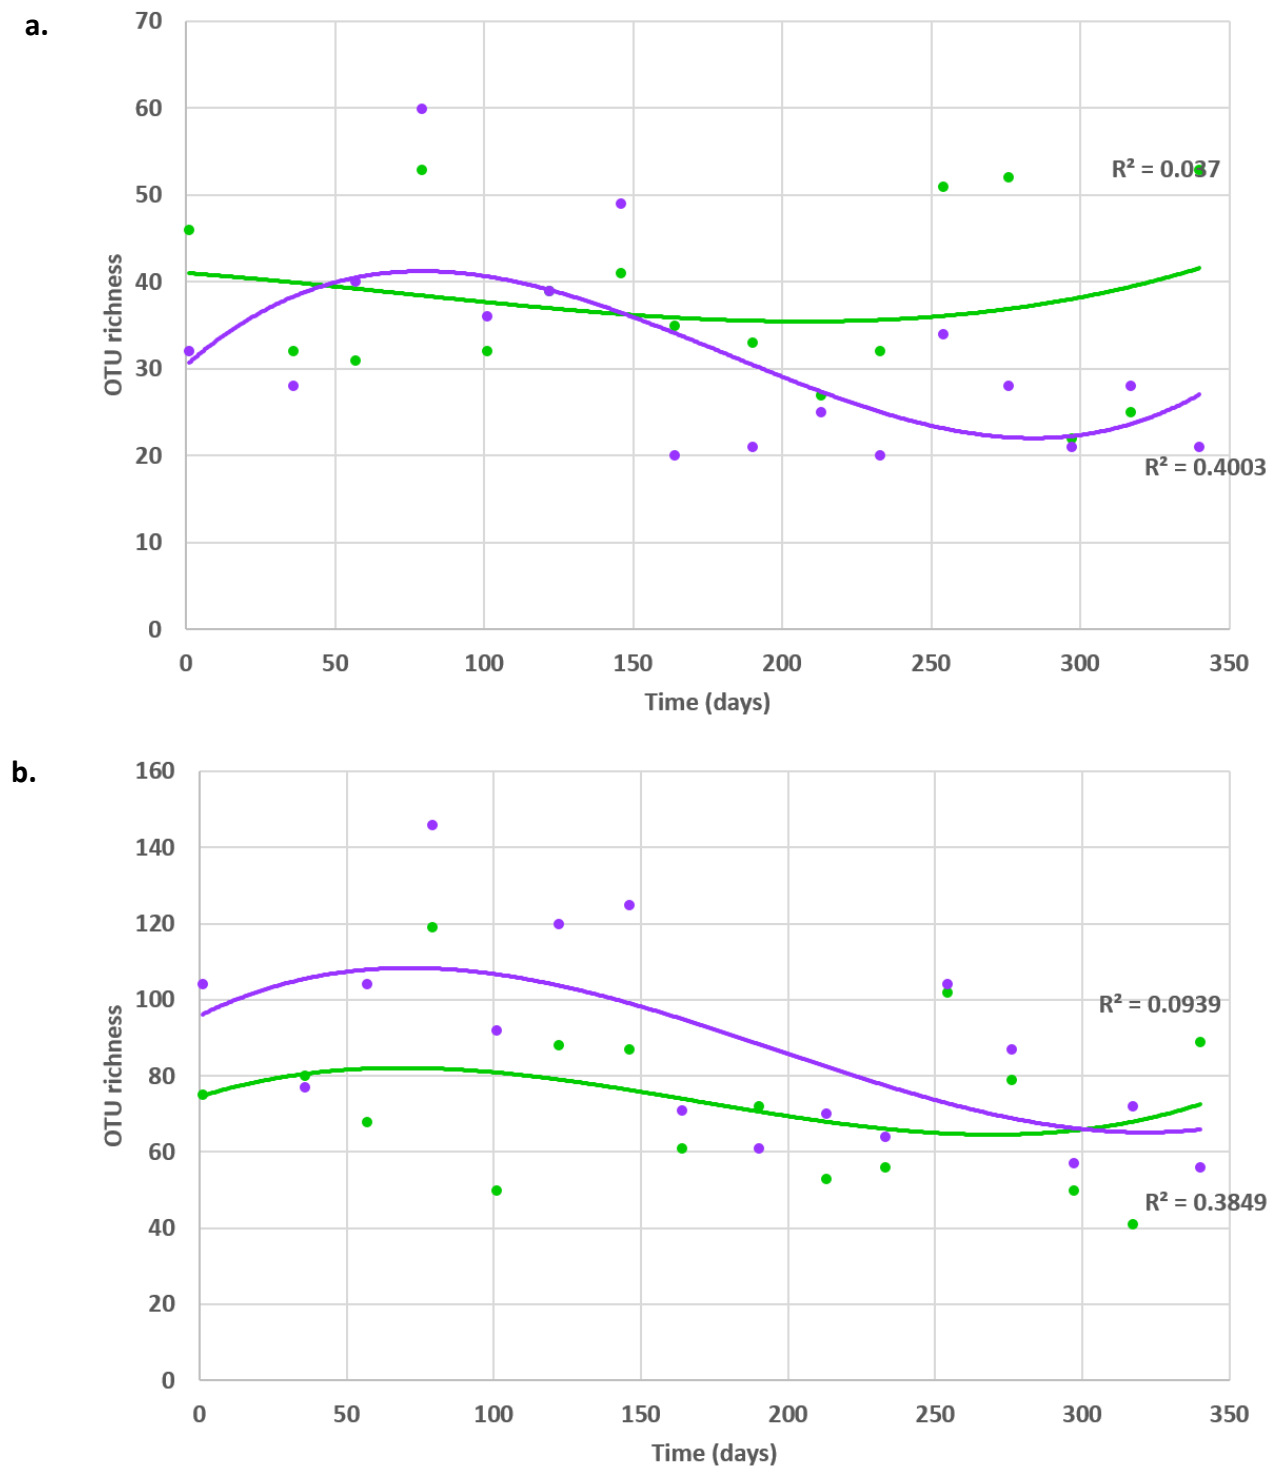 a.
70
60
50
40
30
20
10
0
OTU richness
R² = 0.037
R² = 0.4003
0 50 100 150 200 250 300 350
Time (days)
b.
160
140
120
100
80
60
40
20
0
OTU richness
R² = 0.0939
R² = 0.3849
0 50 100 150 200 250 300 350
Time (days)